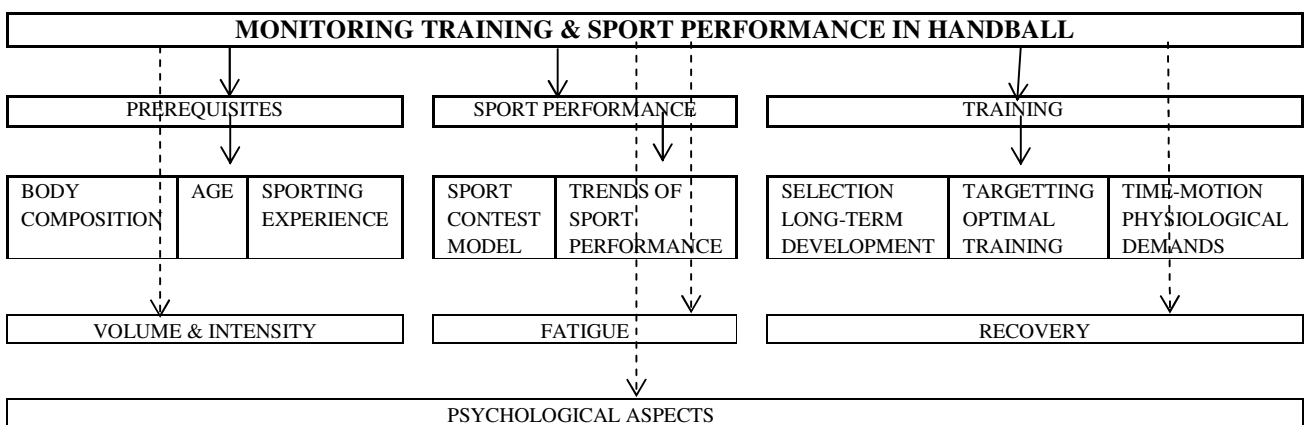 MONITORING TRAINING & SPORT PERFORMANCE IN HANDBALL
PREREQUISITES
SPORT PERFORMANCE
TRAINING
BODY
COMPOSITION
AGE
SPORTING
EXPERIENCE
SPORT
CONTEST
MODEL
TRENDS OF
SPORT
PERFORMANCE
SELECTION
LONG-TERM
DEVELOPMENT
TARGETTING
OPTIMAL
TRAINING
TIME-MOTION
PHYSIOLOGICAL
DEMANDS
VOLUME & INTENSITY
FATIGUE
RECOVERY
PSYCHOLOGICAL ASPECTS